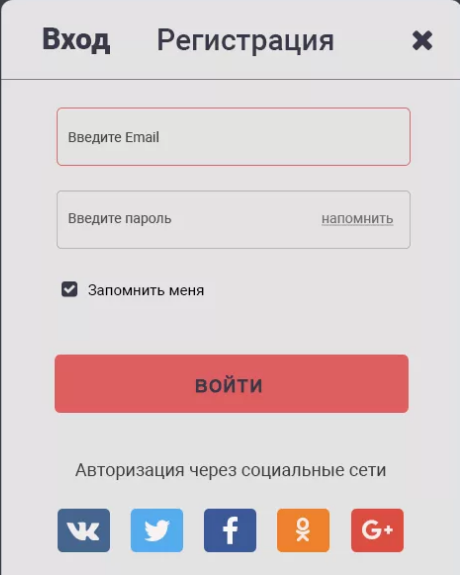 Вход Регистрация
Введите Email
Введите пароль напомнить
Запомнить меня
ВОЙТИ
Авторизация через социальные сети
G+